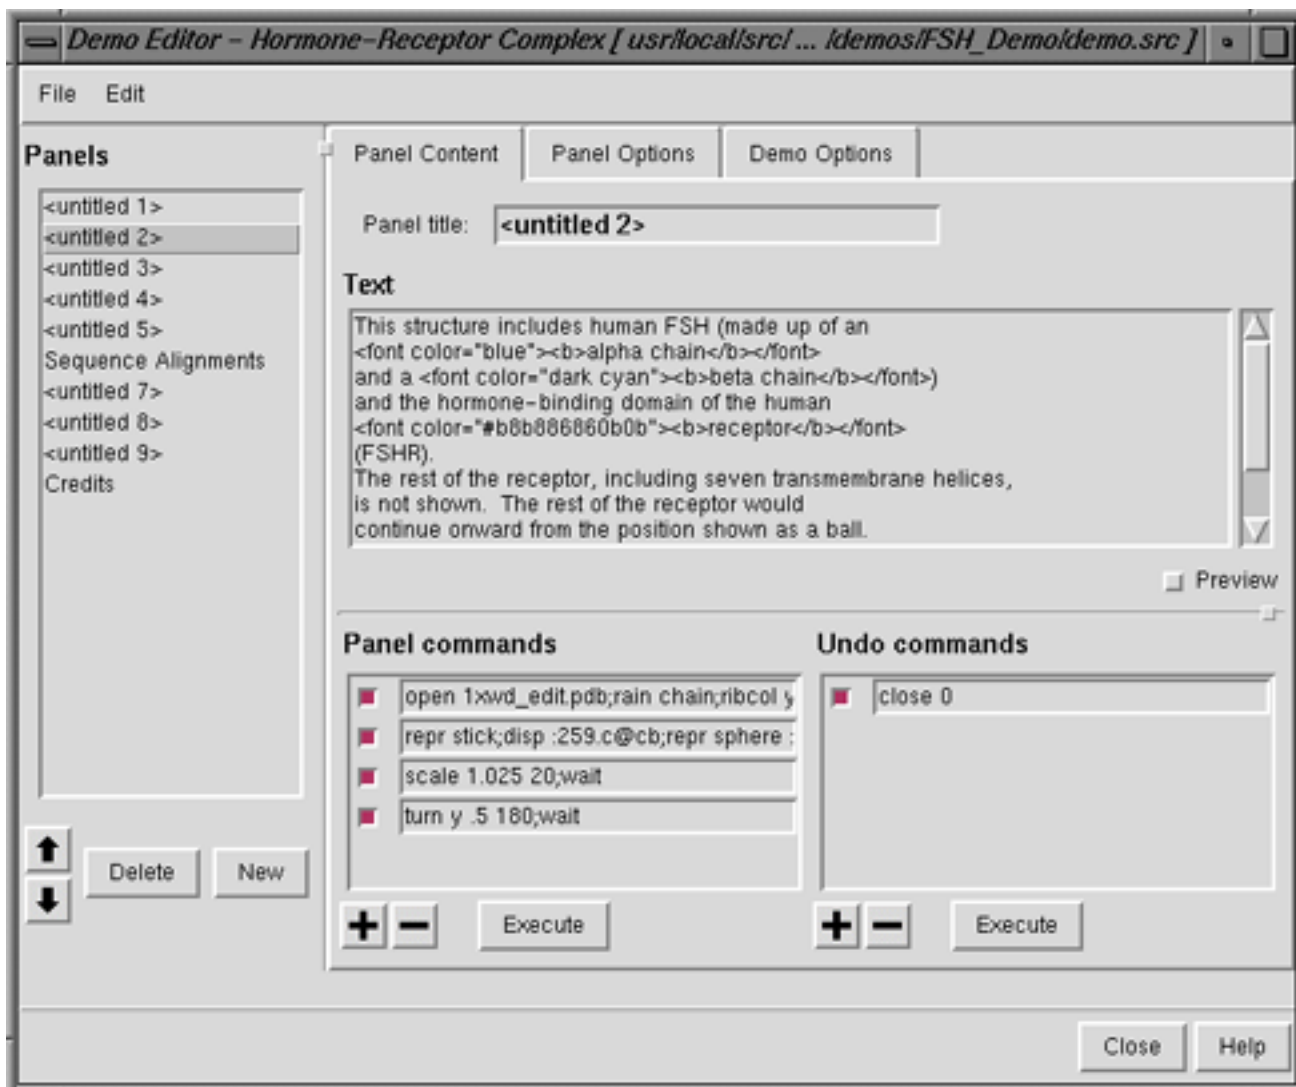 Demo Editor - Hormone-Receptor Complex [ usr/local/src/ ... /demos/FSH_Demo/demo.src ]
File Edit
Panels
<untitled 1>
<untitled 2>
<untitled 3>
<untitled 4>
<untitled 5>
Sequence Alignments
<untitled 7>
<untitled 8>
<untitled 9>
Credits
Delete New
Panel Content Panel Options Demo Options
Panel title: <untitled 2>
Text
This structure includes human FSH (made up of an
<font color="blue"><b>alpha chain</b></font>
and a <font color="dark cyan"><b>beta chain</b></font>)
and the hormone-binding domain of the human
<font color="#b8b886860b0b"><b>receptor</b></font>
(FSHR).
The rest of the receptor, including seven transmembrane helices,
is not shown.  The rest of the receptor would
continue onward from the position shown as a ball.
Preview
Panel commands
open 1xwd_edit.pdb;rain chain;ribcol y
repr stick;disp :259.c@cb;repr sphere :
scale 1.025 20;wait
turn y .5 180;wait
+ - Execute
Undo commands
close 0
+ - Execute
Close Help